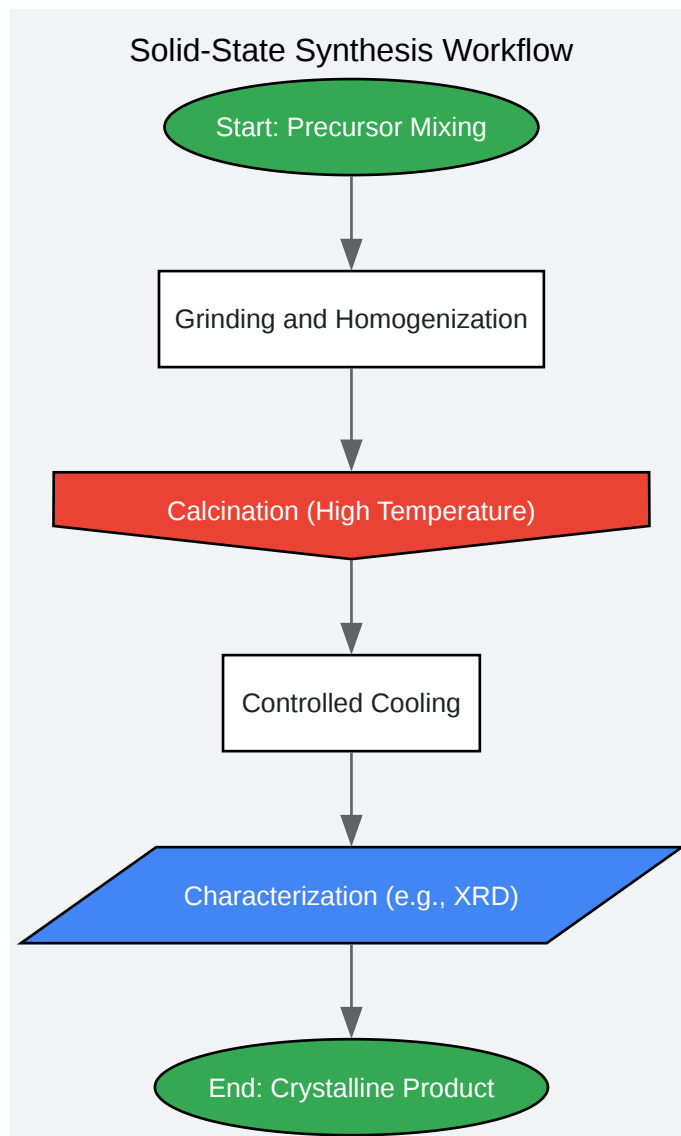 Solid-State Synthesis Workflow
Start: Precursor Mixing
Grinding and Homogenization
Calcination (High Temperature)
Controlled Cooling
Characterization (e.g., XRD)
End: Crystalline Product